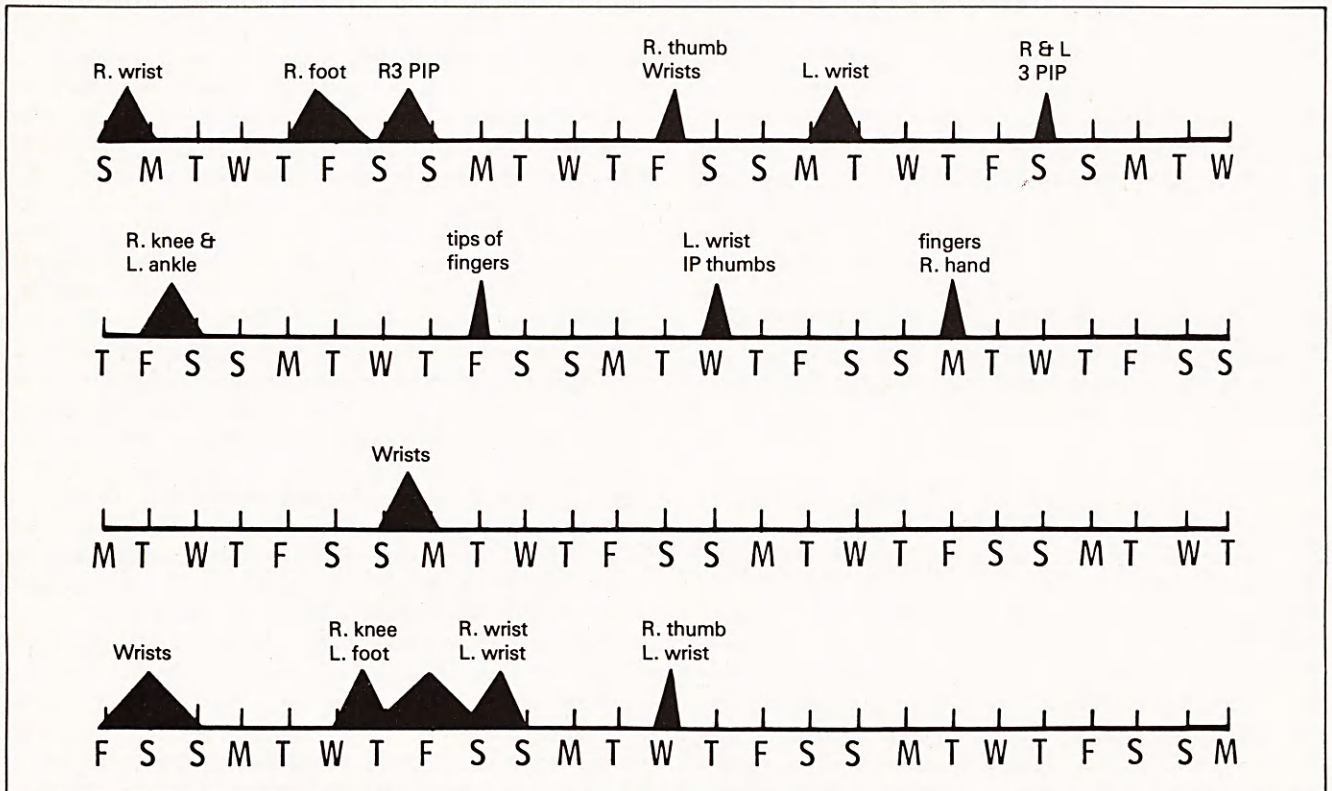 R. wrist
R. foot
R3 PIP
R. thumb
Wrists
L. wrist
R & L
3 PIP
S M T W T F S S M T W T F S S M T W T F S S M T W
R. knee &
L. ankle
tips of
fingers
L. wrist
IP thumbs
fingers
R. hand
T F S S M T W T F S S M T W T F S S M T W T F S S
Wrists
M T W T F S S M T W T F S S M T W T F S S M T W T
Wrists
R. knee
L. foot
R. wrist
L. wrist
R. thumb
L. wrist
F S S M T W T F S S M T W T F S S M T W T F S S M